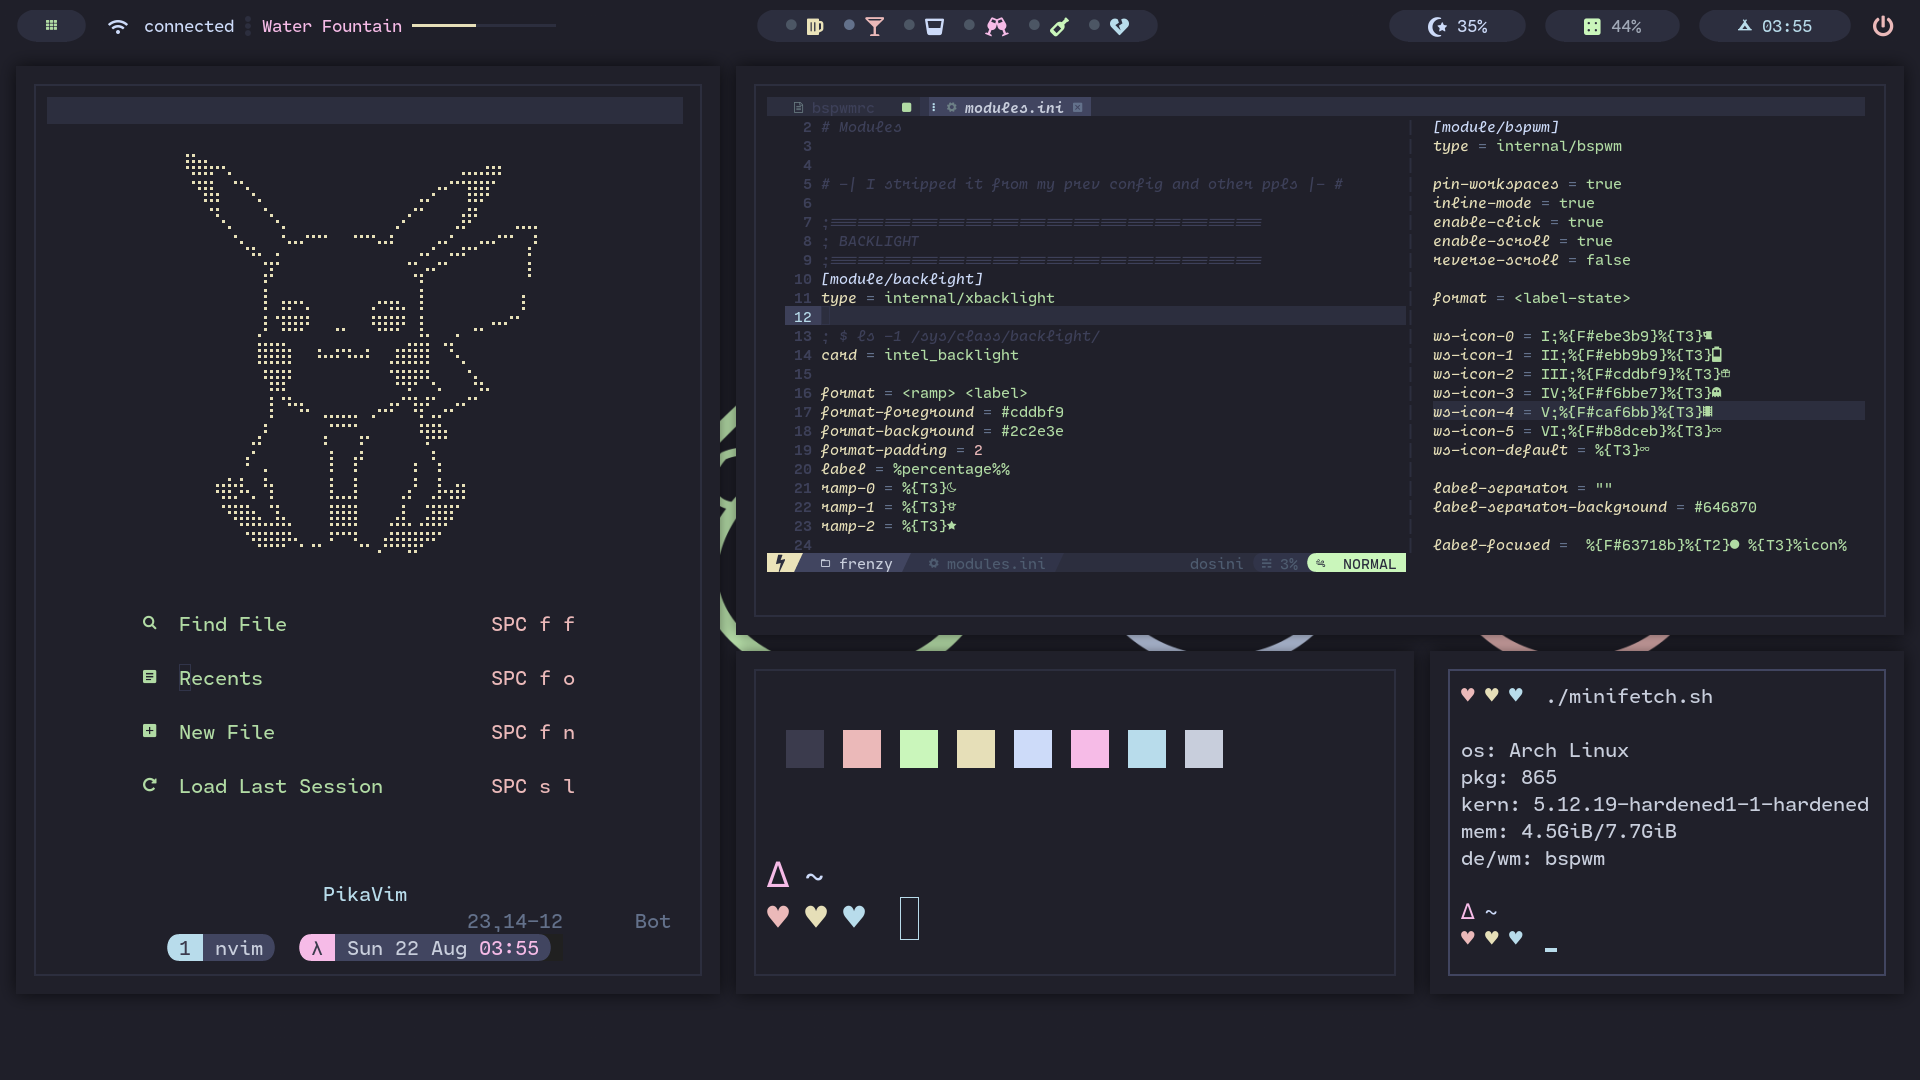 connected Water Fountain
35%
44%
03:55
Find File SPC f f
Recents SPC f o
New File SPC f n
Load Last Session SPC s l
PikaVim
23,14-12 Bot
1 nvim λ Sun 22 Aug 03:55
bspwmrc modules.ini
2 # Modules
3
4
5 # -| I stripped it from my prev config and other ppls |- #
6
7 ;================================================
8 ; BACKLIGHT
9 ;================================================
10 [module/backlight]
11 type = internal/xbacklight
12
13 ; $ ls -1 /sys/class/backlight/
14 card = intel_backlight
15
16 format = <ramp> <label>
17 format-foreground = #cddbf9
18 format-background = #2c2e3e
19 format-padding = 2
20 label = %percentage%%
21 ramp-0 = %{T3}
22 ramp-1 = %{T3}
23 ramp-2 = %{T3}
24
frenzy modules.ini dosini 3% NORMAL
[module/bspwm]
type = internal/bspwm
pin-workspaces = true
inline-mode = true
enable-click = true
enable-scroll = true
reverse-scroll = false
format = <label-state>
ws-icon-0 = I;%{F#ebe3b9}%{T3}
ws-icon-1 = II;%{F#ebb9b9}%{T3}
ws-icon-2 = III;%{F#cddbf9}%{T3}
ws-icon-3 = IV;%{F#f6bbe7}%{T3}
ws-icon-4 = V;%{F#caf6bb}%{T3}
ws-icon-5 = VI;%{F#b8dceb}%{T3}
ws-icon-default = %{T3}
label-separator = ""
label-separator-background = #646870
label-focused = %{F#63718b}%{T2}● %{T3}%icon%
Δ ~
♥ ♥ ♥
♥ ♥ ♥ ./minifetch.sh
os: Arch Linux
pkg: 865
kern: 5.12.19-hardened1-1-hardened
mem: 4.5GiB/7.7GiB
de/wm: bspwm
Δ ~
♥ ♥ ♥